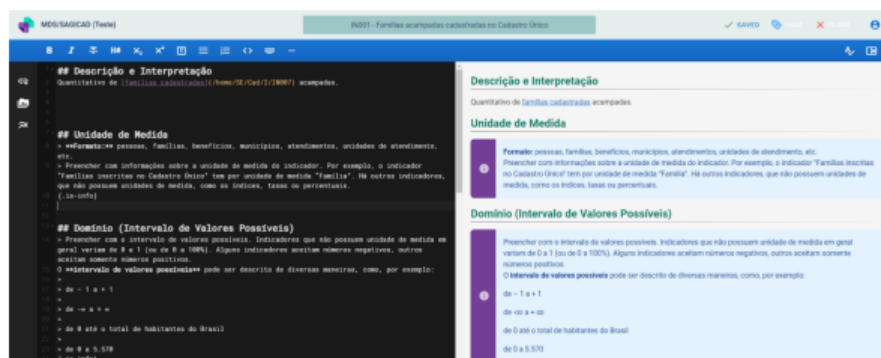 MDS/SAGICAD (Teste)
IN001 - Famílias acampadas cadastradas no Cadastro Único
SAVED
## Descrição e Interpretação
Quantitativo de [famílias cadastradas](/home/SE/Cad/I/IN007) acampadas.
## Unidade de Medida
> **Formato:** pessoas, famílias, benefícios, municípios, atendimentos, unidades de atendimento,
etc.
> Preencher com informações sobre a unidade de medida do indicador. Por exemplo, o indicador
"Famílias inscritas no Cadastro Único" tem por unidade de medida "Família". Há outros indicadores,
que não possuem unidades de medida, como os índices, taxas ou percentuais.
{.is-info}
## Domínio (Intervalo de Valores Possíveis)
> Preencher com o intervalo de valores possíveis. Indicadores que não possuem unidade de medida em
geral variam de 0 a 1 (ou de 0 a 100%). Alguns indicadores aceitam números negativos, outros
aceitam somente números positivos.
O **intervalo de valores possíveis** pode ser descrito de diversas maneiras, como, por exemplo:
>
> de - 1 a + 1
>
> de -∞ a + ∞
>
> de 0 até o total de habitantes do Brasil
>
> de 0 a 5.570
Descrição e Interpretação
Quantitativo de famílias cadastradas acampadas.
Unidade de Medida
Formato: pessoas, famílias, benefícios, municípios, atendimentos, unidades de atendimento, etc.
Preencher com informações sobre a unidade de medida do indicador. Por exemplo, o indicador "Famílias inscritas
no Cadastro Único" tem por unidade de medida "Família". Há outros indicadores, que não possuem unidades de
medida, como os índices, taxas ou percentuais.
Domínio (Intervalo de Valores Possíveis)
Preencher com o intervalo de valores possíveis. Indicadores que não possuem unidade de medida em geral
variam de 0 a 1 (ou de 0 a 100%). Alguns indicadores aceitam números negativos, outros aceitam somente
números positivos.
O intervalo de valores possíveis pode ser descrito de diversas maneiras, como, por exemplo:
de – 1 a + 1
de -∞ a + ∞
de 0 até o total de habitantes do Brasil
de 0 a 5.570